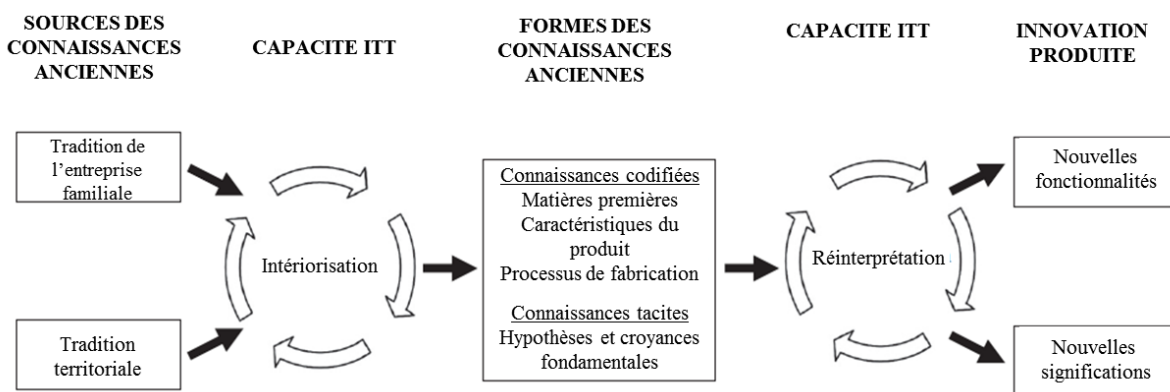 SOURCES DES
CONNAISSANCES
ANCIENNES
CAPACITE ITT
FORMES DES
CONNAISSANCES
ANCIENNES
CAPACITE ITT
INNOVATION
PRODUITE
Tradition de
l’entreprise
familiale
Tradition
territoriale
Intériorisation
Connaissances codifiées
Matières premières
Caractéristiques du
produit
Processus de fabrication
Connaissances tacites
Hypothèses et croyances
fondamentales
Réinterprétation
Nouvelles
fonctionnalités
Nouvelles
significations